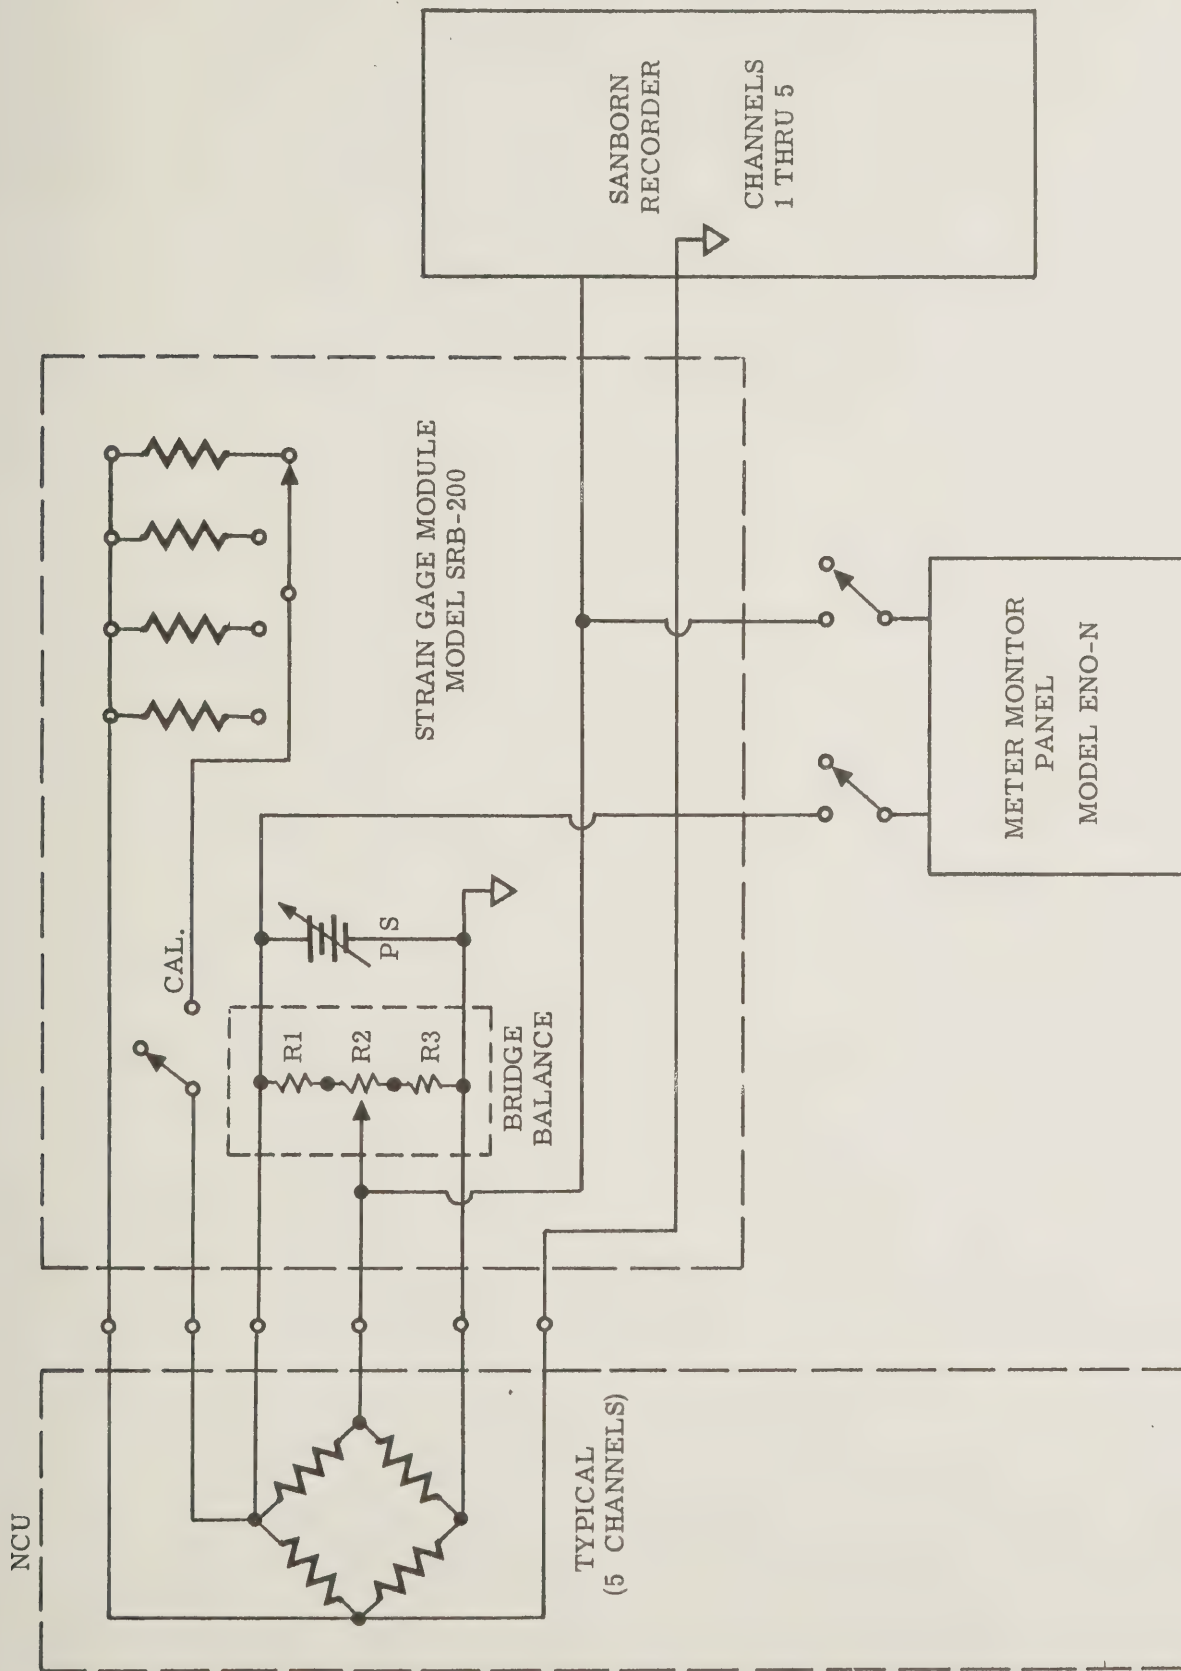 NCU
TYPICAL
(5 CHANNELS)
CAL.
R1
R2
R3
BRIDGE
BALANCE
P S
STRAIN GAGE MODULE
MODEL SRB-200
SANBORN
RECORDER
CHANNELS
1 THRU 5
METER MONITOR
PANEL
MODEL ENO-N